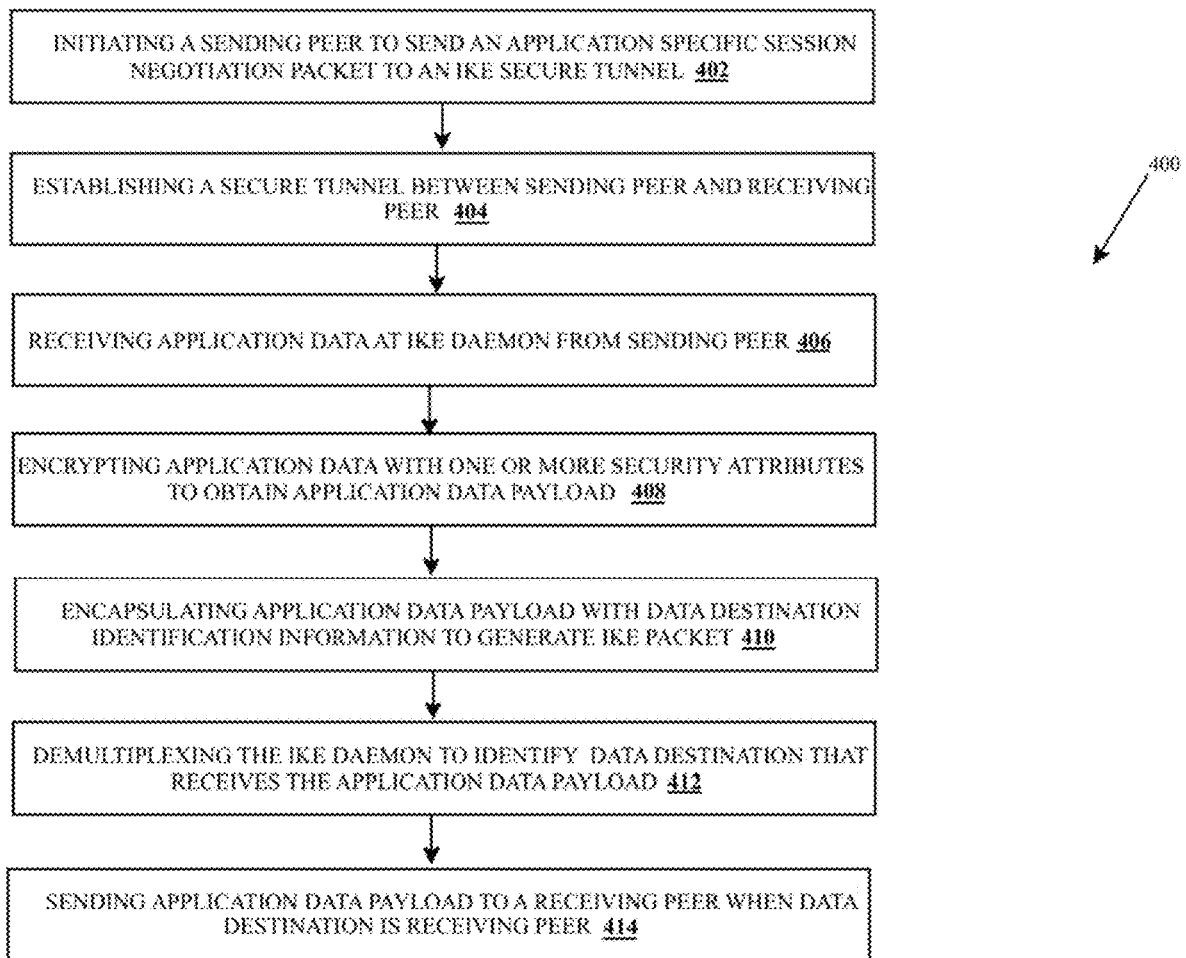 INITIATING A SENDING PEER TO SEND AN APPLICATION SPECIFIC SESSION
NEGOTIATION PACKET TO AN IKE SECURE TUNNEL 402
ESTABLISHING A SECURE TUNNEL BETWEEN SENDING PEER AND RECEIVING
PEER 404
400
RECEIVING APPLICATION DATA AT IKE DAEMON FROM SENDING PEER 406
ENCRYPTING APPLICATION DATA WITH ONE OR MORE SECURITY ATTRIBUTES
TO OBTAIN APPLICATION DATA PAYLOAD 408
ENCAPSULATING APPLICATION DATA PAYLOAD WITH DATA DESTINATION
IDENTIFICATION INFORMATION TO GENERATE IKE PACKET 410
DEMULTIPLEXING THE IKE DAEMON TO IDENTIFY DATA DESTINATION THAT
RECEIVES THE APPLICATION DATA PAYLOAD 412
SENDING APPLICATION DATA PAYLOAD TO A RECEIVING PEER WHEN DATA
DESTINATION IS RECEIVING PEER 414